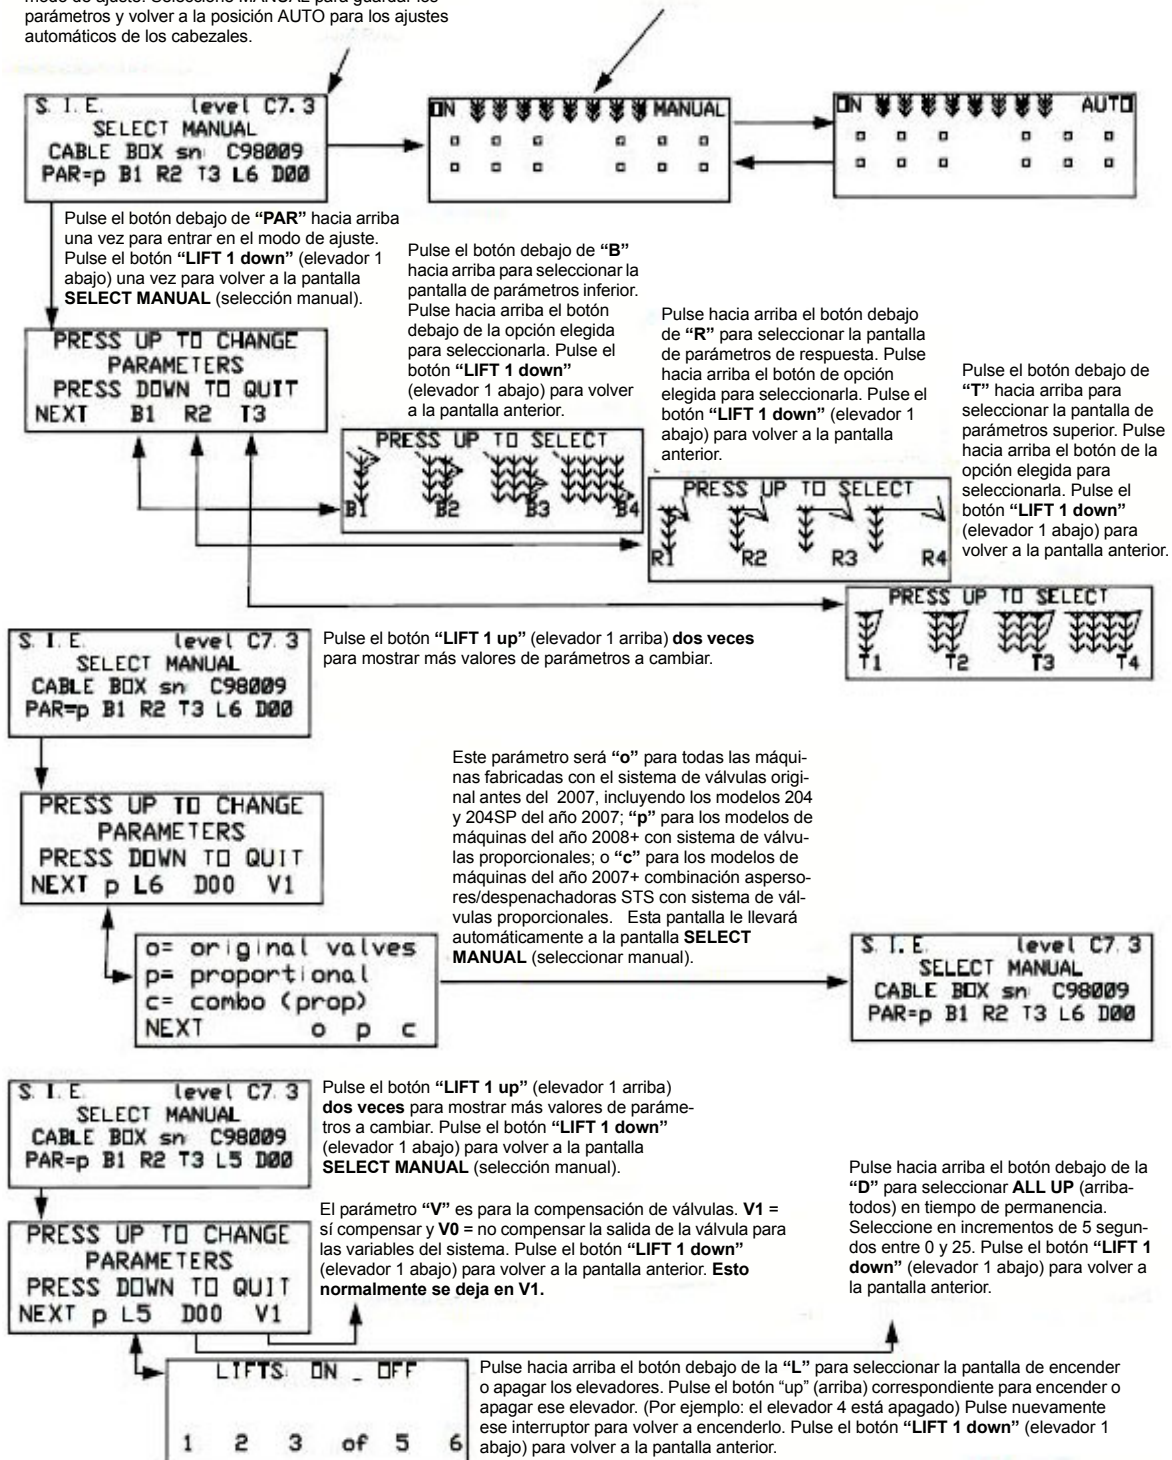 parámetros y volver a la posición AUTO para los ajustes
automáticos de los cabezales.
S. I. E. level C7.3
SELECT MANUAL
CABLE BOX sn: C98009
PAR=p B1 R2 T3 L6 D00
ON MANUAL
ON AUTO
Pulse el botón debajo de “PAR” hacia arriba
una vez para entrar en el modo de ajuste.
Pulse el botón “LIFT 1 down” (elevador 1
abajo) una vez para volver a la pantalla
SELECT MANUAL (selección manual).
Pulse el botón debajo de “B”
hacia arriba para seleccionar la
pantalla de parámetros inferior.
Pulse hacia arriba el botón
debajo de la opción elegida
para seleccionarla. Pulse el
botón “LIFT 1 down”
(elevador 1 abajo) para volver
a la pantalla anterior.
Pulse hacia arriba el botón debajo
de “R” para seleccionar la pantalla
de parámetros de respuesta. Pulse
hacia arriba el botón de opción
elegida para seleccionarla. Pulse el
botón “LIFT 1 down” (elevador 1
abajo) para volver a la pantalla
anterior.
Pulse el botón debajo de
“T” hacia arriba para
seleccionar la pantalla de
parámetros superior. Pulse
hacia arriba el botón de la
opción elegida para
seleccionarla. Pulse el
botón “LIFT 1 down”
(elevador 1 abajo) para
volver a la pantalla anterior.
PRESS UP TO CHANGE
PARAMETERS
PRESS DOWN TO QUIT
NEXT B1 R2 T3
PRESS UP TO SELECT
B1 B2 B3 B4
PRESS UP TO SELECT
R1 R2 R3 R4
PRESS UP TO SELECT
T1 T2 T3 T4
S. I. E. level C7. 3
SELECT MANUAL
CABLE BOX sn: C98009
PAR=p B1 R2 T3 L6 D00
Pulse el botón “LIFT 1 up” (elevador 1 arriba) dos veces
para mostrar más valores de parámetros a cambiar.
PRESS UP TO CHANGE
PARAMETERS
PRESS DOWN TO QUIT
NEXT p L6 D00 V1
Este parámetro será “o” para todas las máqui-
nas fabricadas con el sistema de válvulas origi-
nal antes del 2007, incluyendo los modelos 204
y 204SP del año 2007; “p” para los modelos de
máquinas del año 2008+ con sistema de válvu-
las proporcionales; o “c” para los modelos de
máquinas del año 2007+ combinación asperso-
res/despenachadoras STS con sistema de vál-
vulas proporcionales. Esta pantalla le llevará
automáticamente a la pantalla SELECT
MANUAL (seleccionar manual).
o= original valves
p= proportional
c= combo (prop)
NEXT o p c
S. I. E. level C7. 3
SELECT MANUAL
CABLE BOX sn: C98009
PAR=p B1 R2 T3 L6 D00
S. I. E. level C7. 3
SELECT MANUAL
CABLE BOX sn: C98009
PAR=p B1 R2 T3 L5 D00
Pulse el botón “LIFT 1 up” (elevador 1 arriba)
dos veces para mostrar más valores de paráme-
tros a cambiar. Pulse el botón “LIFT 1 down”
(elevador 1 abajo) para volver a la pantalla
SELECT MANUAL (selección manual).
El parámetro “V” es para la compensación de válvulas. V1 =
sí compensar y V0 = no compensar la salida de la válvula para
las variables del sistema. Pulse el botón “LIFT 1 down”
(elevador 1 abajo) para volver a la pantalla anterior. Esto
normalmente se deja en V1.
Pulse hacia arriba el botón debajo de la
“D” para seleccionar ALL UP (arriba-
todos) en tiempo de permanencia.
Seleccione en incrementos de 5 segun-
dos entre 0 y 25. Pulse el botón “LIFT 1
down” (elevador 1 abajo) para volver a
la pantalla anterior.
PRESS UP TO CHANGE
PARAMETERS
PRESS DOWN TO QUIT
NEXT p L5 D00 V1
LIFTS: ON _ OFF
1 2 3 of 5 6
Pulse hacia arriba el botón debajo de la “L” para seleccionar la pantalla de encender
o apagar los elevadores. Pulse el botón “up” (arriba) correspondiente para encender o
apagar ese elevador. (Por ejemplo: el elevador 4 está apagado) Pulse nuevamente
ese interruptor para volver a encenderlo. Pulse el botón “LIFT 1 down” (elevador 1
abajo) para volver a la pantalla anterior.